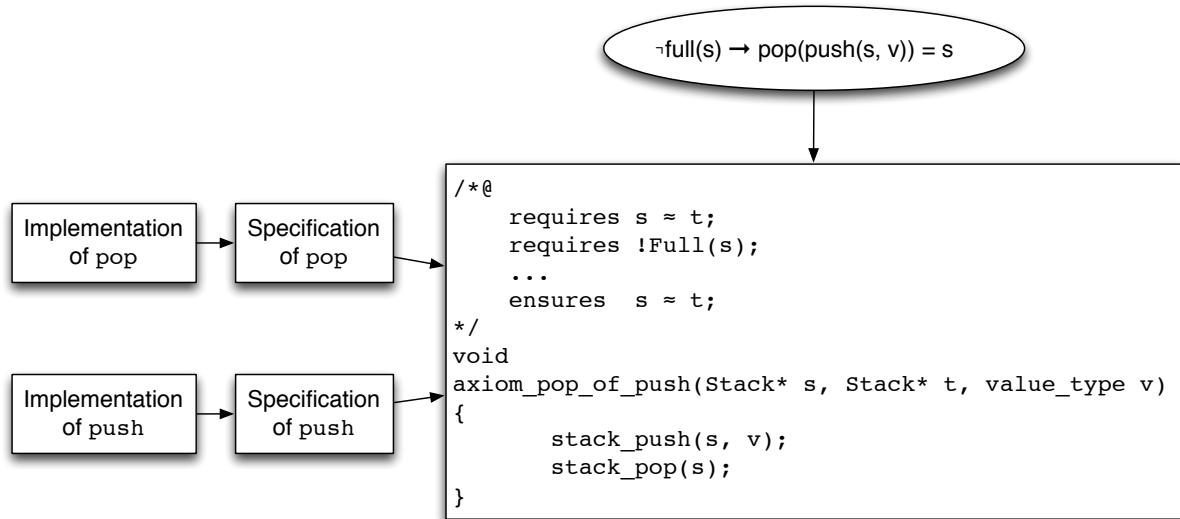 ¬full(s) → pop(push(s, v)) = s
Implementation
of pop
Specification
of pop
Implementation
of push
Specification
of push
/*@
    requires s ≈ t;
    requires !Full(s);
    ...
    ensures  s ≈ t;
*/
void
axiom_pop_of_push(Stack* s, Stack* t, value_type v)
{
       stack_push(s, v);
       stack_pop(s);
}